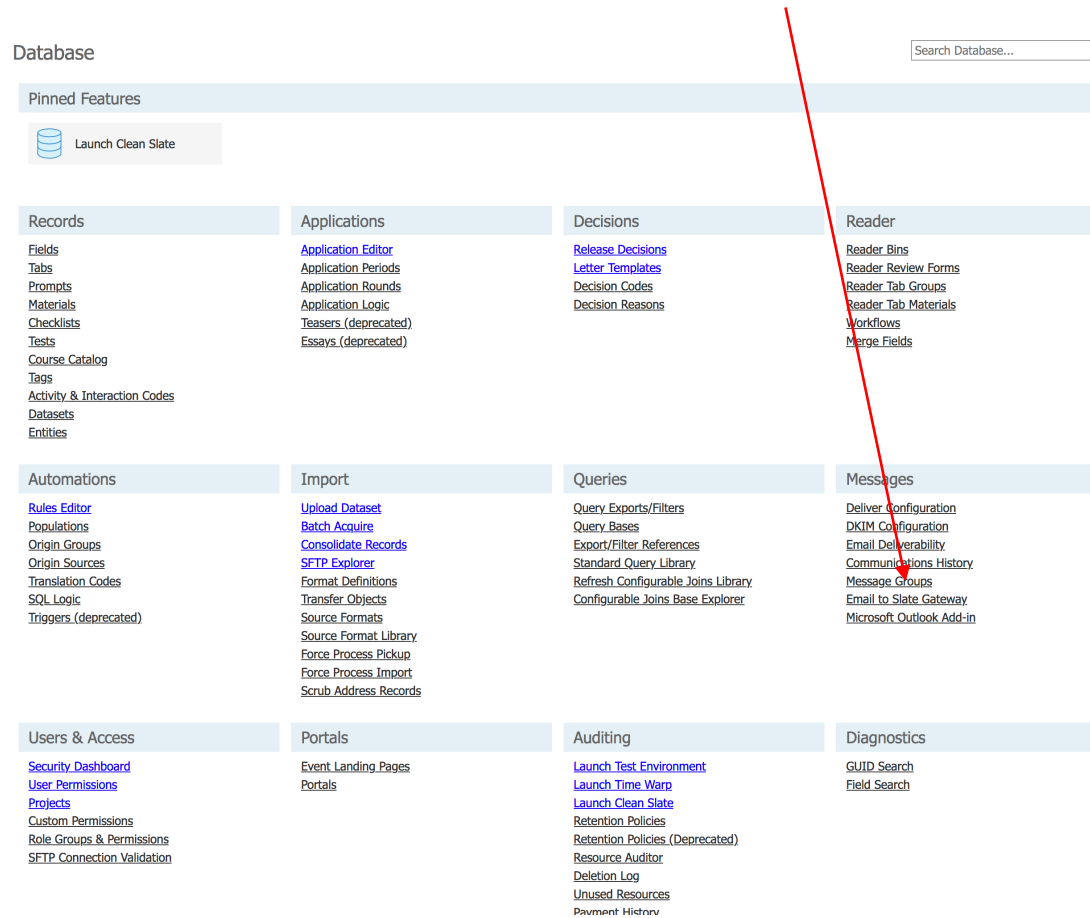 Database
Search Database...
Pinned Features
Launch Clean Slate
Records
Fields
Tabs
Prompts
Materials
Checklists
Tests
Course Catalog
Tags
Activity & Interaction Codes
Datasets
Entities
Applications
Application Editor
Application Periods
Application Rounds
Application Logic
Teasers (deprecated)
Essays (deprecated)
Decisions
Release Decisions
Letter Templates
Decision Codes
Decision Reasons
Reader
Reader Bins
Reader Review Forms
Reader Tab Groups
Reader Tab Materials
Workflows
Merge Fields
Automations
Rules Editor
Populations
Origin Groups
Origin Sources
Translation Codes
SQL Logic
Triggers (deprecated)
Import
Upload Dataset
Batch Acquire
Consolidate Records
SFTP Explorer
Format Definitions
Transfer Objects
Source Formats
Source Format Library
Force Process Pickup
Force Process Import
Scrub Address Records
Queries
Query Exports/Filters
Query Bases
Export/Filter References
Standard Query Library
Refresh Configurable Joins Library
Configurable Joins Base Explorer
Messages
Deliver Configuration
DKIM Configuration
Email Deliverability
Communications History
Message Groups
Email to Slate Gateway
Microsoft Outlook Add-in
Users & Access
Security Dashboard
User Permissions
Projects
Custom Permissions
Role Groups & Permissions
SFTP Connection Validation
Portals
Event Landing Pages
Portals
Auditing
Launch Test Environment
Launch Time Warp
Launch Clean Slate
Retention Policies
Retention Policies (Deprecated)
Resource Auditor
Deletion Log
Unused Resources
Payment History
Diagnostics
GUID Search
Field Search